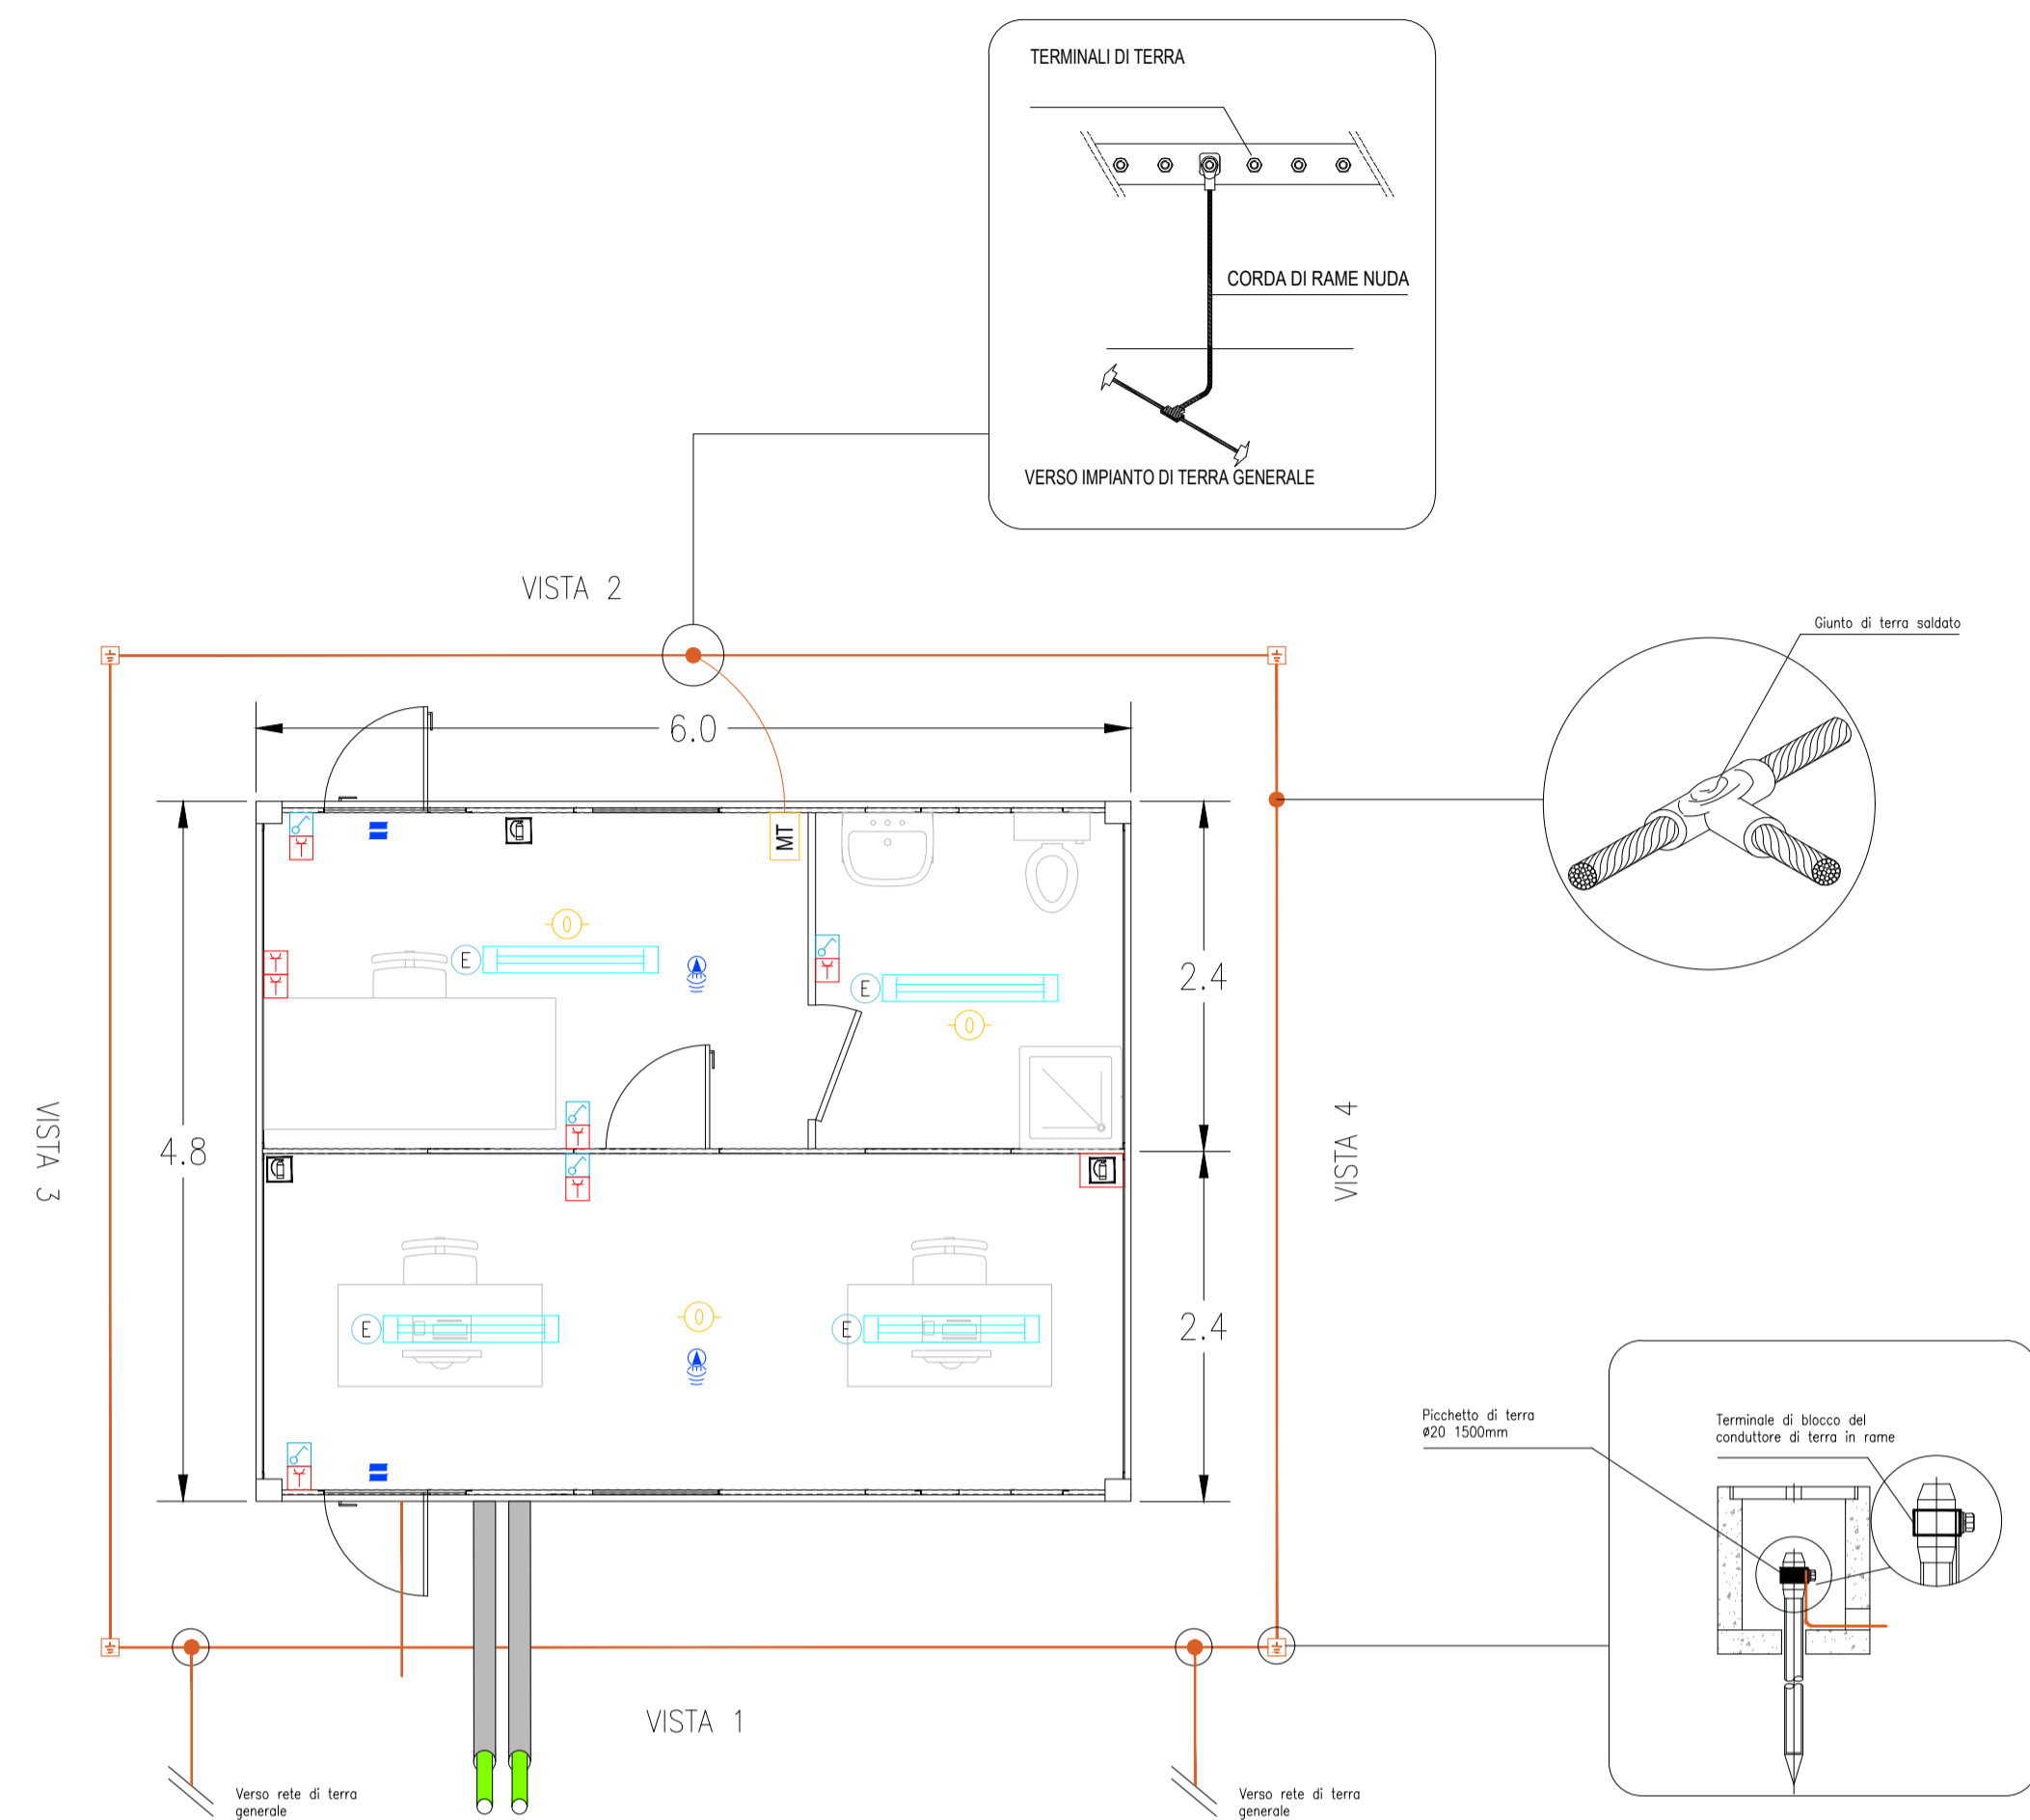 TERMINALI DI TERRA
CORDA DI RAME NUDA
VERSO IMPIANTO DI TERRA GENERALE
VISTA 2
Giunto di terra saldato
6.0
MT
0
E
E
2.4
0
VISTA 3
4.8
VISTA 4
0
E
E
2.4
Picchetto di terra
ø20 1500mm
Terminale di blocco del
conduttore di terra in rame
VISTA 1
Verso rete di terra
generale
Verso rete di terra
generale